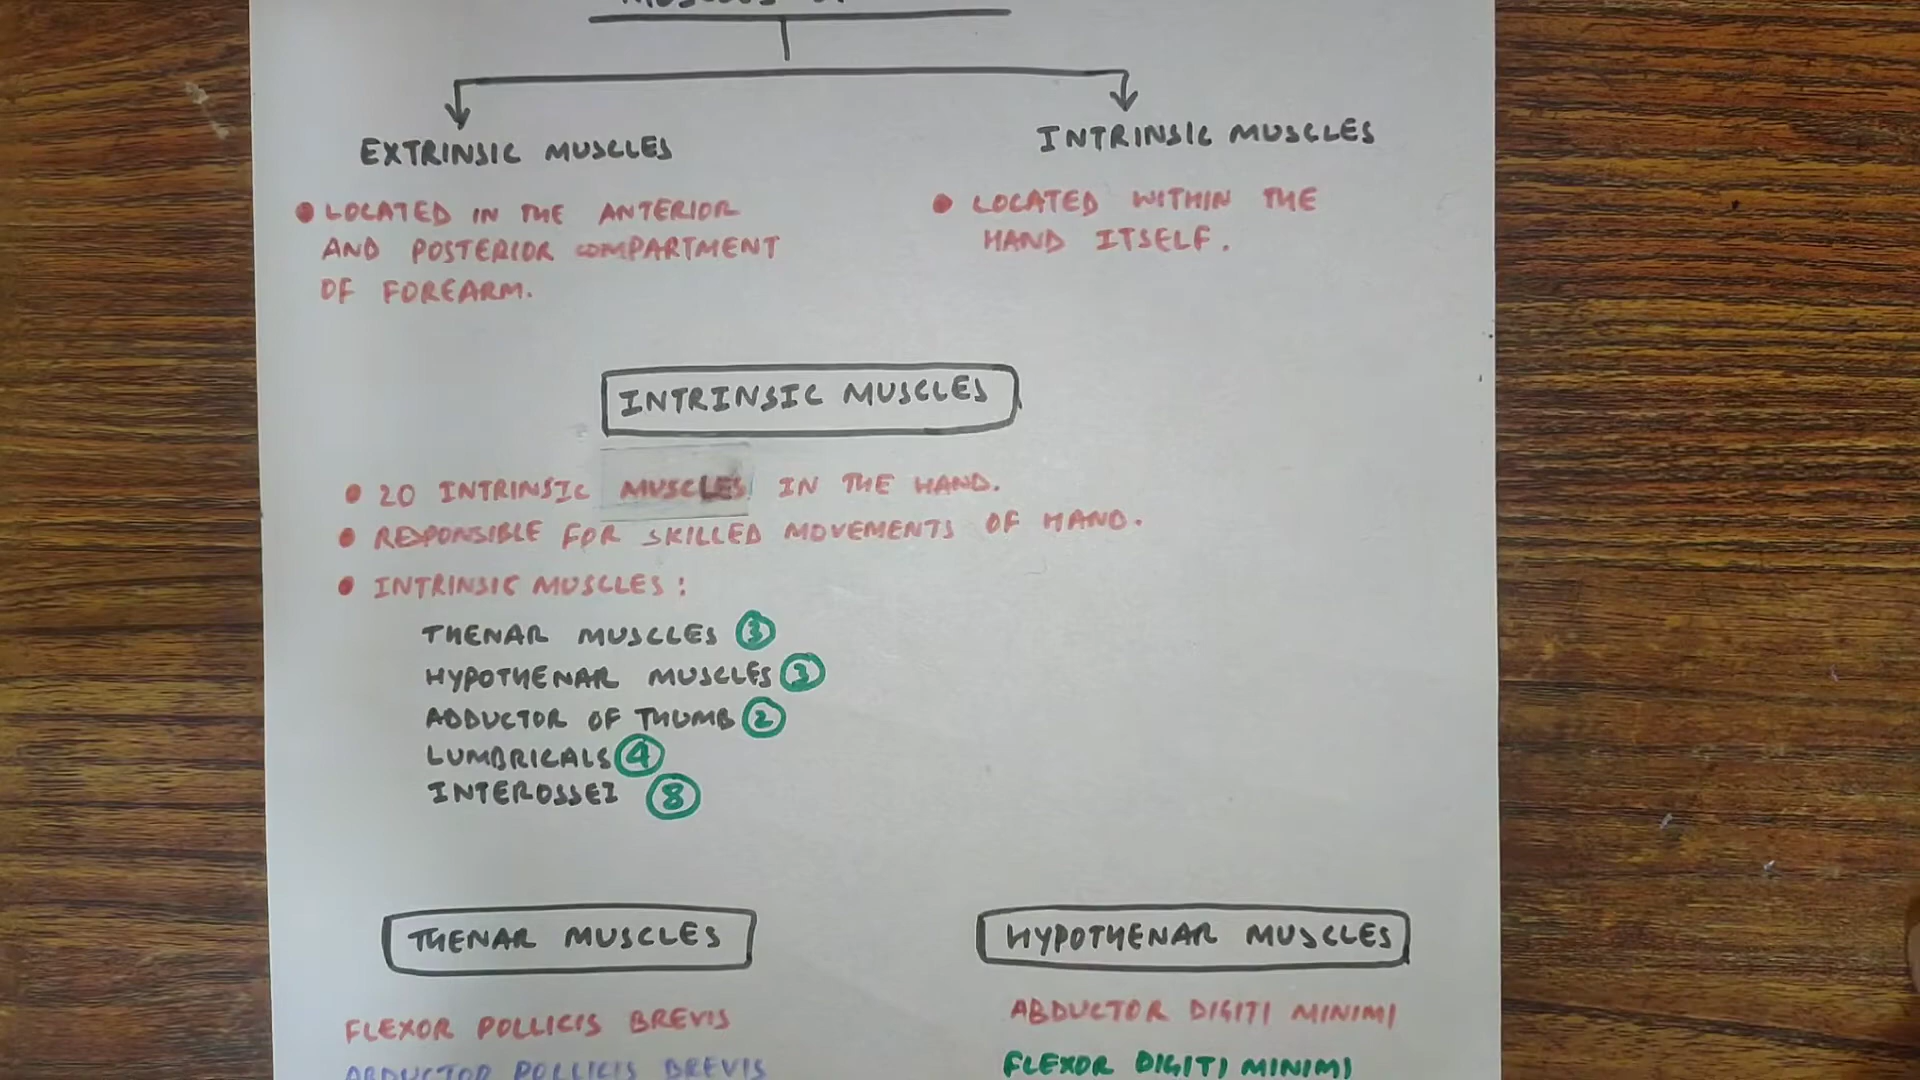 EXTRINSIC MUSCLES
INTRINSIC MUSCLES
• LOCATED IN THE ANTERIOR
AND POSTERIOR COMPARTMENT
OF FOREARM.
• LOCATED WITHIN THE
HAND ITSELF.
INTRINSIC MUSCLES
• 20 INTRINSIC MUSCLES IN THE HAND.
• RESPONSIBLE FOR SKILLED MOVEMENTS OF HAND.
• INTRINSIC MUSCLES:
THENAR MUSCLES 3
HYPOTHENAR MUSCLES 3
ADDUCTOR OF THUMB 2
LUMBRICALS 4
INTEROSSEI 8
THENAR MUSCLES
HYPOTHENAR MUSCLES
FLEXOR POLLICIS BREVIS
ABDUCTOR POLLICIS BREVIS
ABDUCTOR DIGITI MINIMI
FLEXOR DIGITI MINIMI